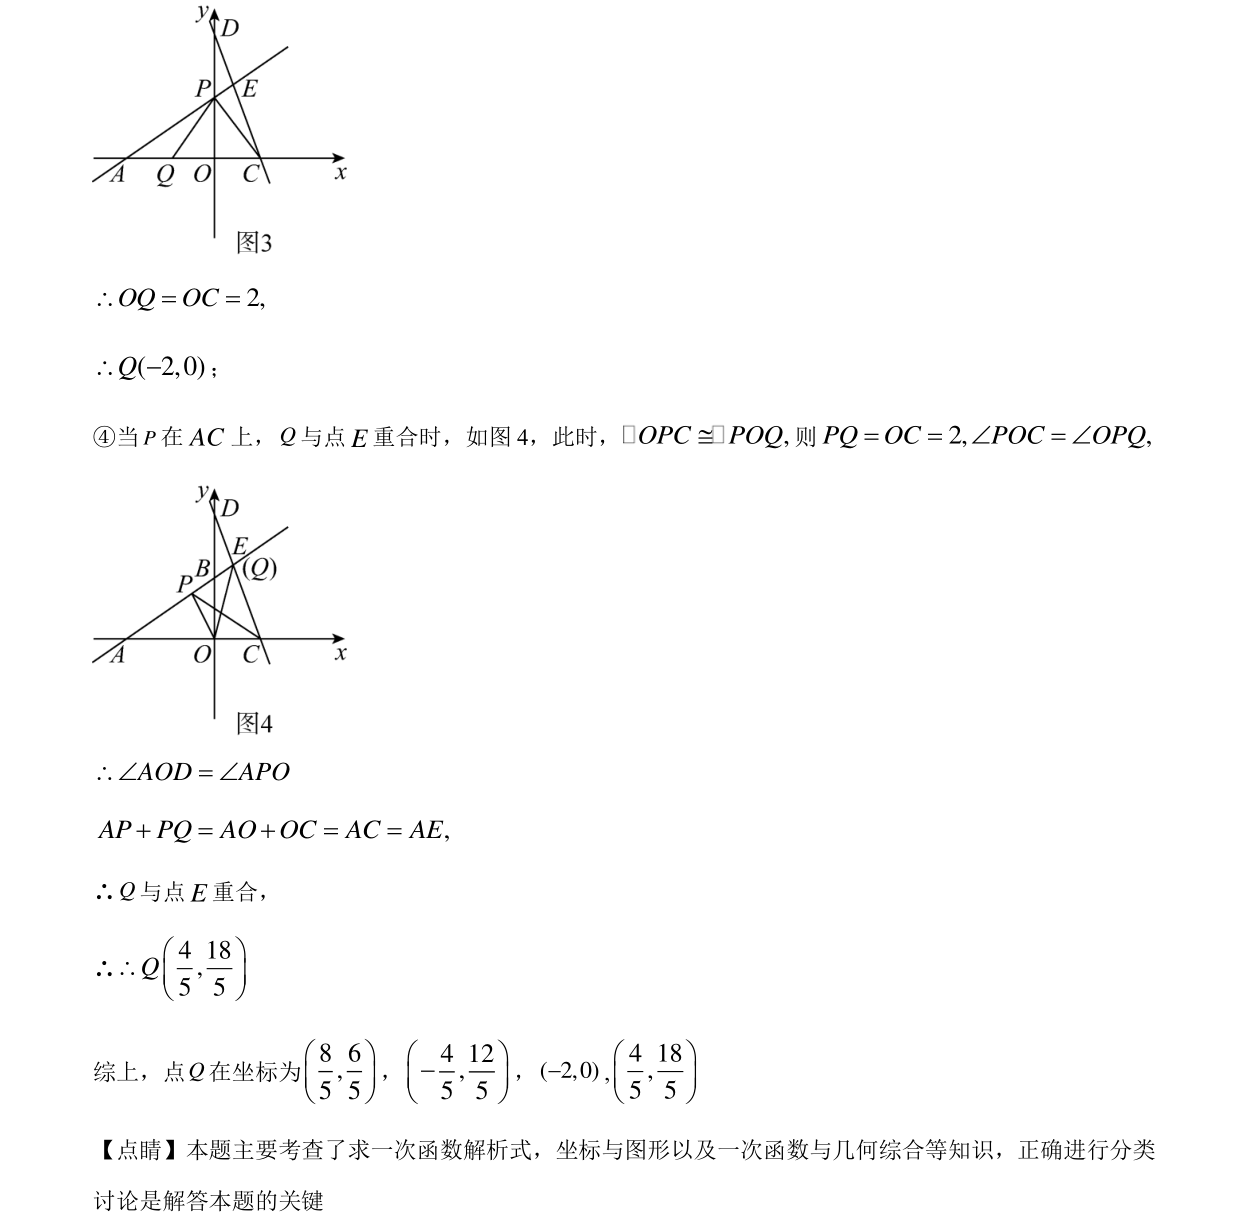 y
D
P E
A Q O C x
图3
∴OQ=OC=2,
∴Q(−2,0);
④当P在AC上，Q与点E重合时，如图4，此时，□OPC≅□POQ,则PQ=OC=2,∠POC=∠OPQ,
y
D
E
B (Q)
P
A O C x
图4
∴∠AOD=∠APO
AP+PQ=AO+OC=AC=AE,
∴Q与点E重合，
∴∴Q(4/5,18/5)
综上，点Q在坐标为(8/5,6/5)，(−4/5,12/5)，(−2,0),(4/5,18/5)
【点睛】本题主要考查了求一次函数解析式，坐标与图形以及一次函数与几何综合等知识，正确进行分类
讨论是解答本题的关键